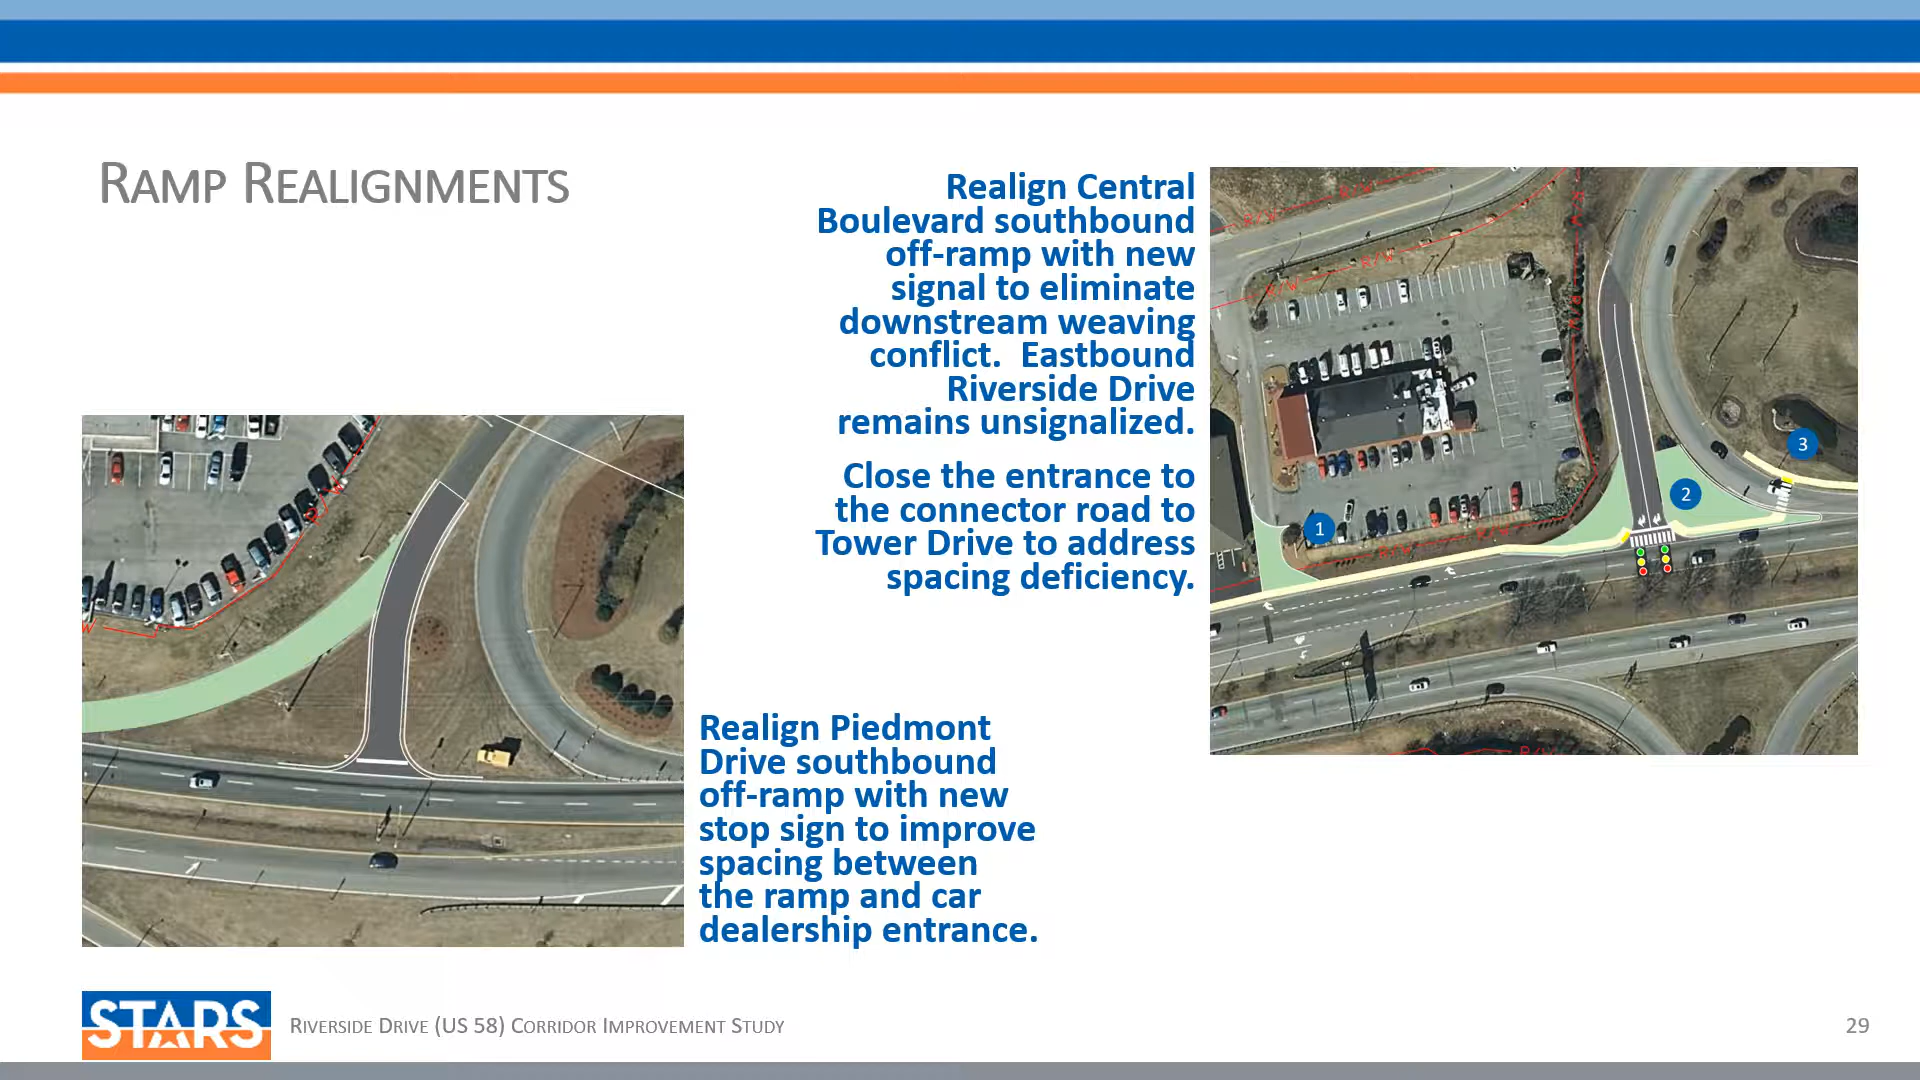 RAMP REALIGNMENTS
Realign Central
Boulevard southbound
off-ramp with new
signal to eliminate
downstream weaving
conflict.  Eastbound
Riverside Drive
remains unsignalized.
Close the entrance to
the connector road to
Tower Drive to address
spacing deficiency.
R/W
R/W
R/W
R/W
R/W
R/W
R/W
R/W
R/W
1
2
3
R/W
R/W
W
Realign Piedmont
Drive southbound
off-ramp with new
stop sign to improve
spacing between
the ramp and car
dealership entrance.
STARS
RIVERSIDE DRIVE (US 58) CORRIDOR IMPROVEMENT STUDY
29